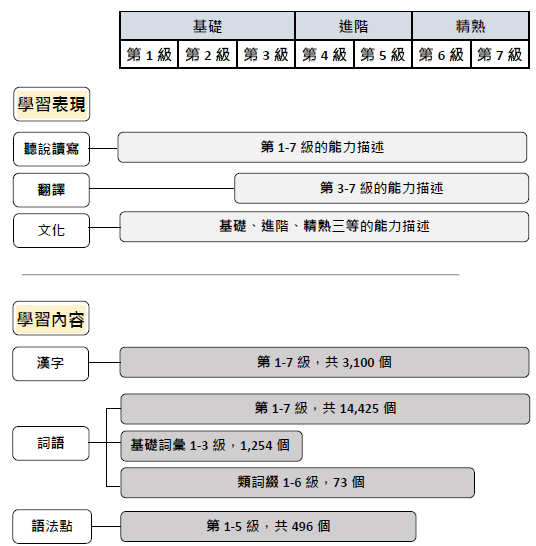 基礎 進階 精熟
第 1 級 第 2 級 第 3 級 第 4 級 第 5 級 第 6 級 第 7 級
學習表現
聽說讀寫 第 1-7 級的能力描述
翻譯 第 3-7 級的能力描述
文化 基礎、進階、精熟三等的能力描述
學習內容
漢字 第 1-7 級，共 3,100 個
第 1-7 級，共 14,425 個
詞語 基礎詞彙 1-3 級，1,254 個
類詞綴 1-6 級，73 個
語法點 第 1-5 級，共 496 個